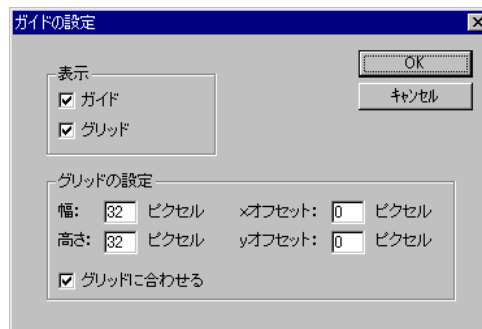 ガイドの設定
表示
ガイド
グリッド
OK
キャンセル
グリッドの設定
幅: 32 ピクセル xオフセット: 0 ピクセル
高さ: 32 ピクセル yオフセット: 0 ピクセル
グリッドに合わせる